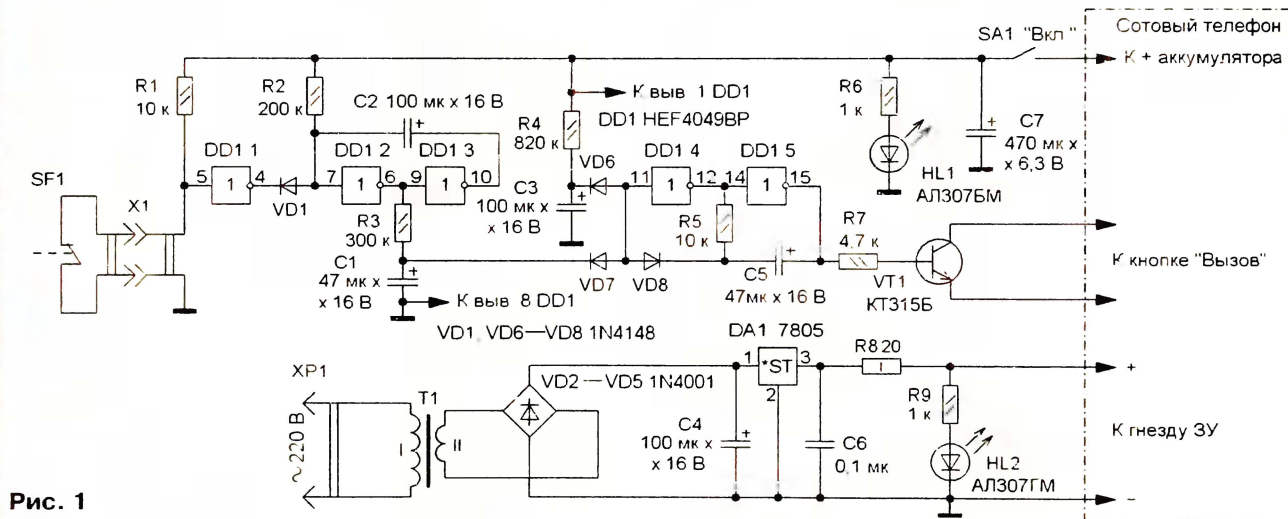 Сотовый телефон
SA1 "Вкл "
К + аккумулятора
R1
10 к
R2
200 к
C2 100 мк х 16 В
К выв 1 DD1
DD1 HEF4049BP
R4
820 к
R6
1 к
C7
470 мк х
х 6,3 В
HL1
АЛ307БМ
SF1
X1
DD1 1
DD1 2
DD1 3
VD6
DD1 4
DD1 5
5
1
4
7
1
6
9
1
10
11
1
12
14
1
15
VD1
R3
300 к
C3
100 мк х
х 16 В
R5
10 к
R7
4,7 к
C1
47 мк х
х 16 В
VD7
VD8
C5
47мк х 16 В
VT1
КТ315Б
К кнопке "Вызов"
К выв 8 DD1
VD1, VD6—VD8 1N4148
DA1 7805
R8 20
XP1
~220 В
T1
I
II
VD2 — VD5 1N4001
1
*ST
3
2
C4
100 мк х
х 16 В
C6
0,1 мк
R9
1 к
HL2
АЛ307ГМ
+
К гнезду ЗУ
–
Рис. 1